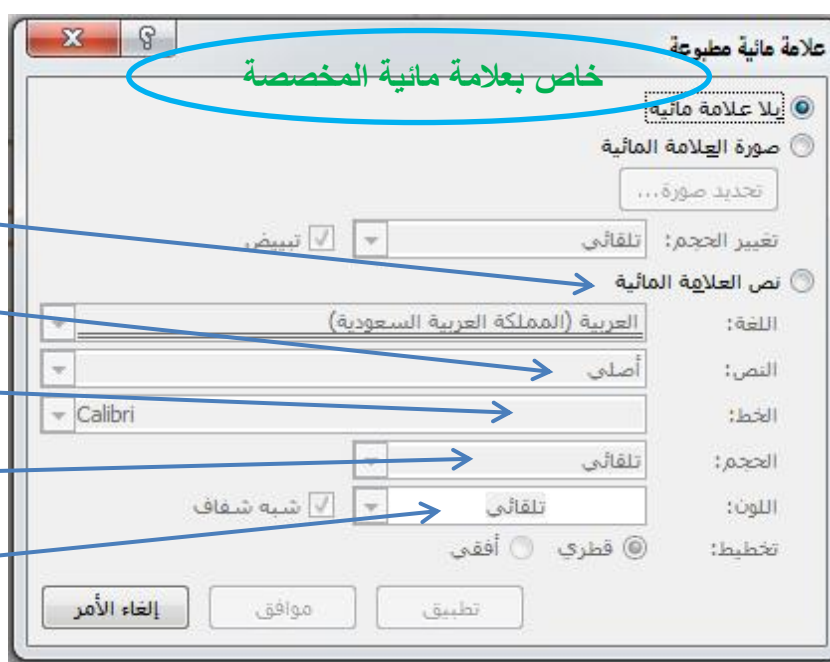 علامة مائية مطبوعة
خاص بعلامة مائية المخصصة
بلا علامة مائية
صورة العلامة المائية
تحديد صورة...
تغيير الحجم: تلقائي تبييض
نص العلامة المائية
اللغة: العربية (المملكة العربية السعودية)
النص: أصلي
الخط: Calibri
الحجم: تلقائي
اللون: تلقائي شبه شفاف
تخطيط: قطري أفقي
تطبيق موافق إلغاء الأمر